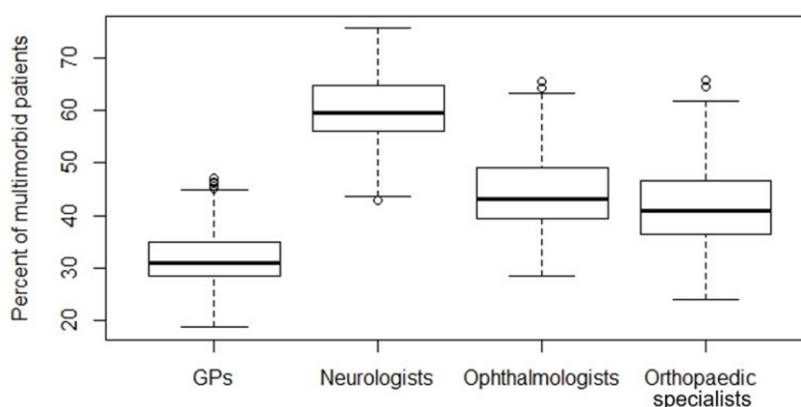 Percent of multimorbid patients
70
60
50
40
30
20
GPs
Neurologists
Ophthalmologists
Orthopaedic
specialists